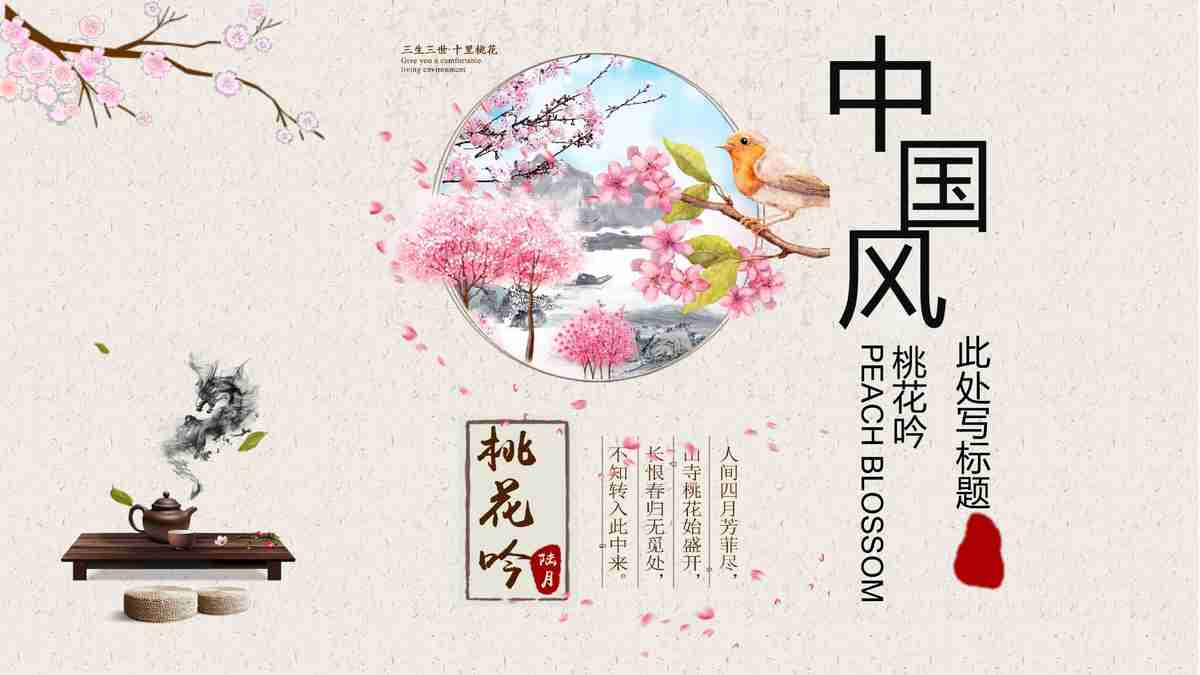 三生三世·十里桃花
Give you a comfortable
living environment
中国风
此处写标题
桃花吟
PEACH BLOSSOM
桃花吟
陆月
人间四月芳菲尽，
山寺桃花始盛开，
长恨春归无觅处，
不知转入此中来。